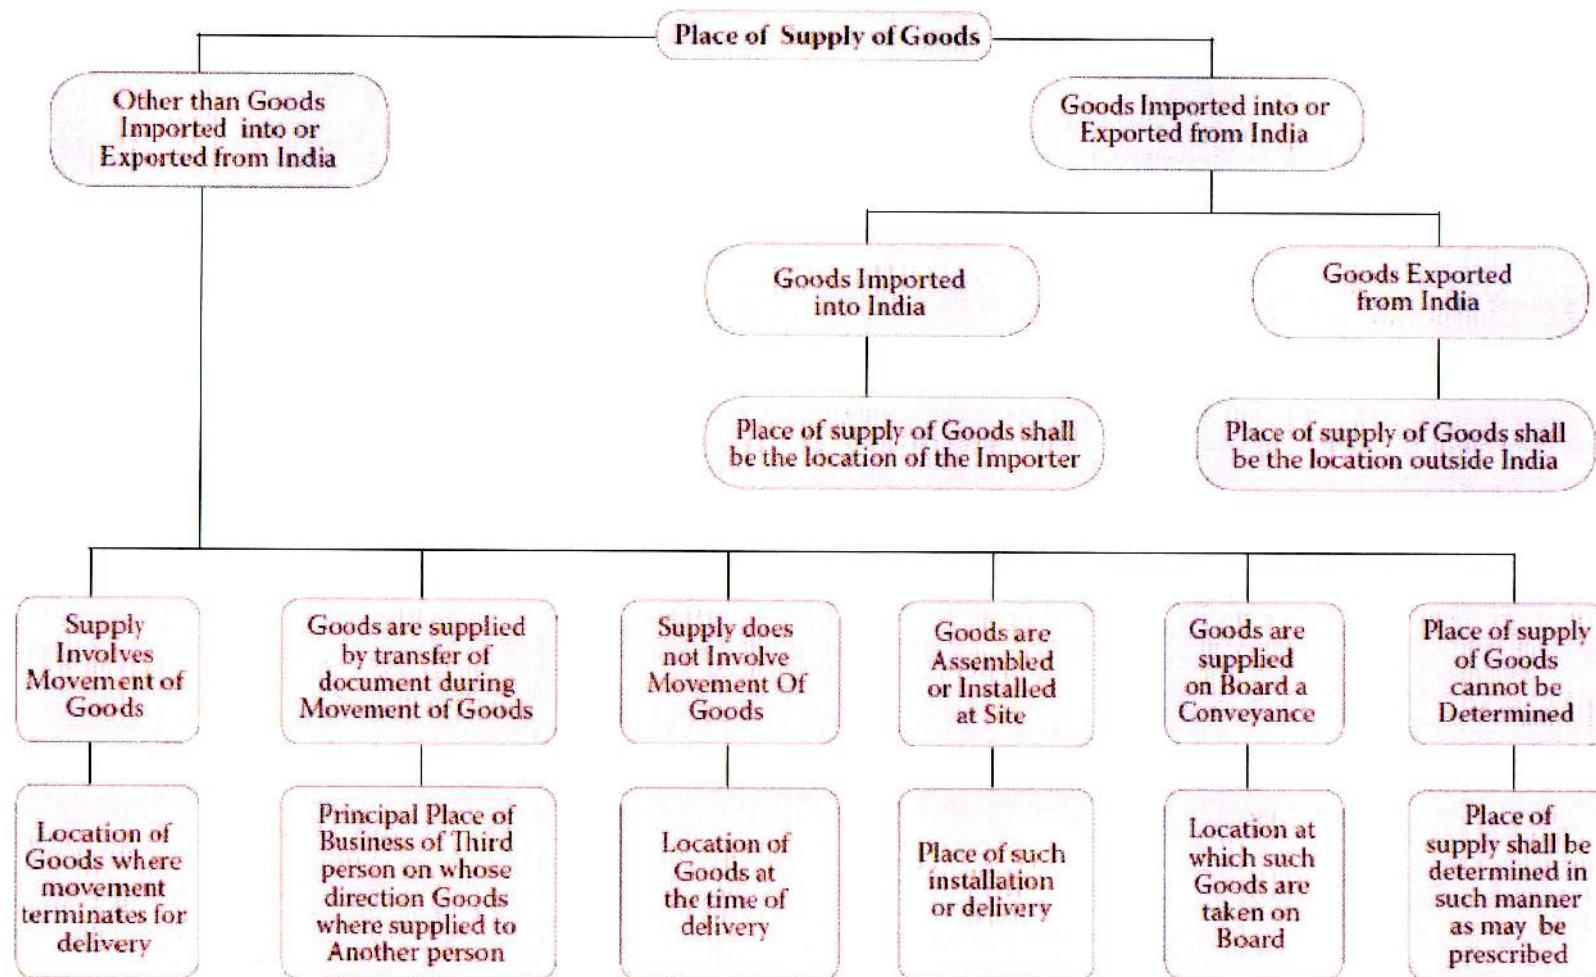 Place of Supply of Goods
Other than Goods
Imported into or
Exported from India
Goods Imported into or
Exported from India
Goods Imported
into India
Goods Exported
from India
Place of supply of Goods shall
be the location of the Importer
Place of supply of Goods shall
be the location outside India
Supply
Involves
Movement of
Goods
Goods are supplied
by transfer of
document during
Movement of Goods
Supply does
not Involve
Movement Of
Goods
Goods are
Assembled
or Installed
at Site
Goods are
supplied
on Board a
Conveyance
Place of supply
of Goods
cannot be
Determined
Location of
Goods where
movement
terminates for
delivery
Principal Place of
Business of Third
person on whose
direction Goods
where supplied to
Another person
Location of
Goods at
the time of
delivery
Place of such
installation
or delivery
Location at
which such
Goods are
taken on
Board
Place of
supply shall be
determined in
such manner
as may be
prescribed